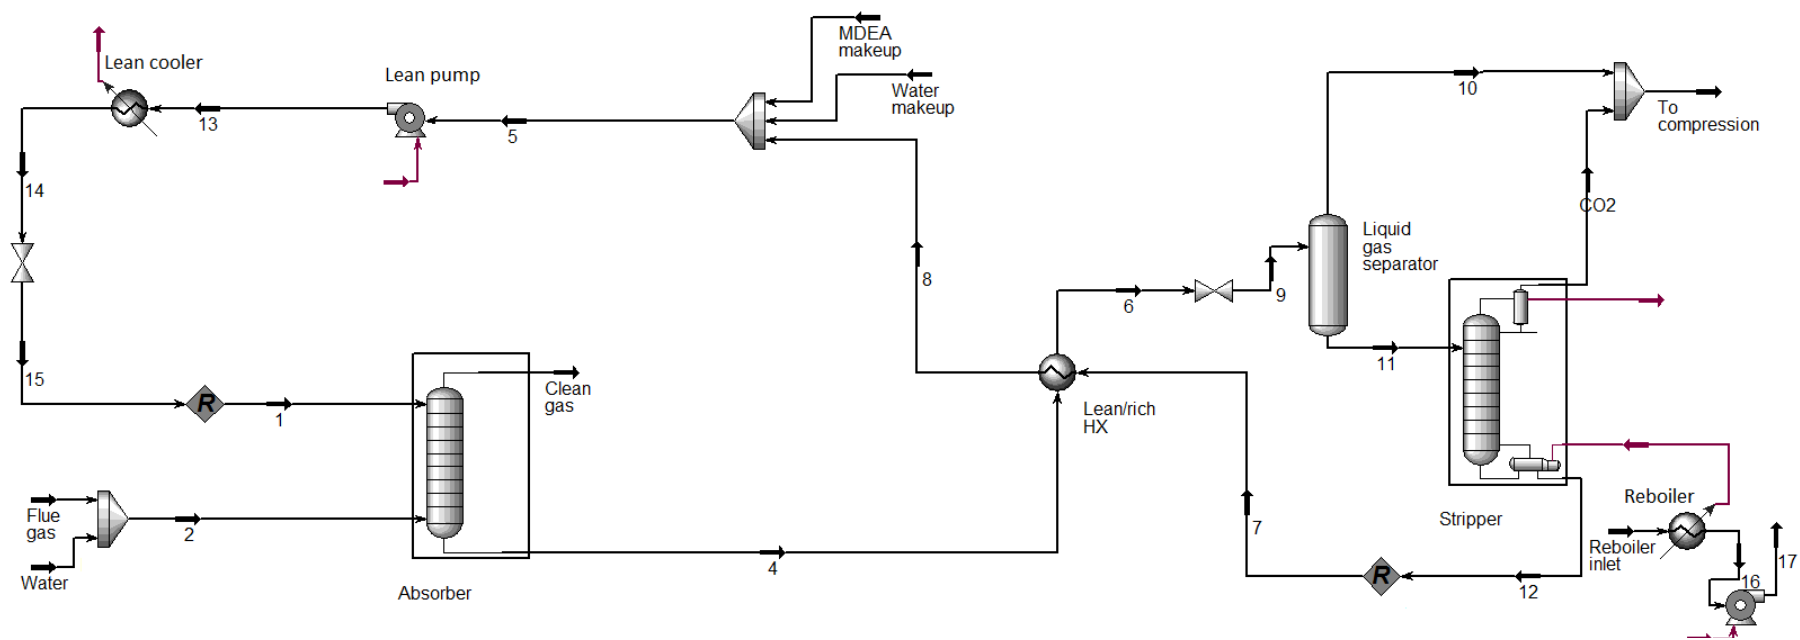 MDEA
makeup
Lean cooler
Lean pump
Water
makeup
10
To
compression
13
5
14
CO2
Liquid
gas
separator
8
6
9
15
11
Clean
gas
1
Lean/rich
HX
R
Flue
gas
2
Reboiler
Stripper
7
Reboiler
inlet
4
Water
R
12
16
17
Absorber